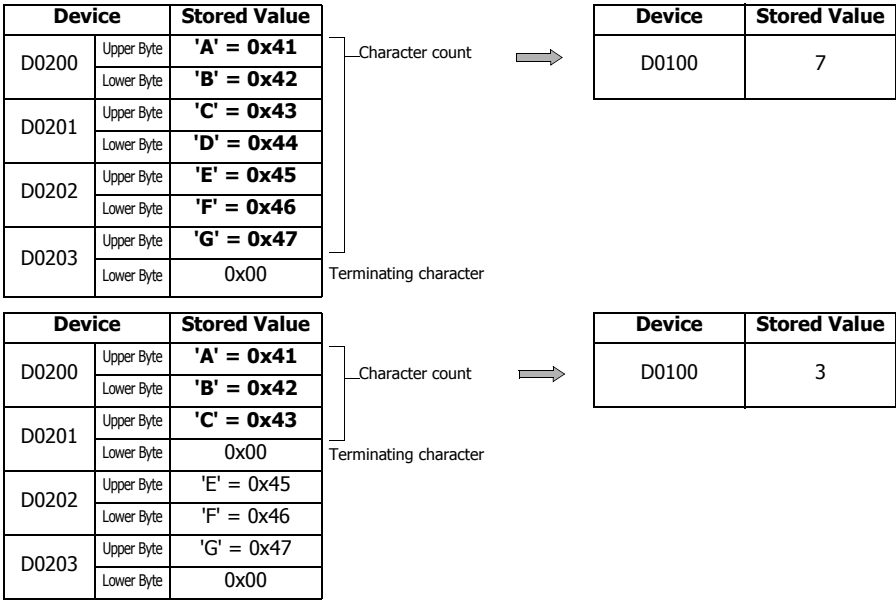 Device Stored Value
D0200 Upper Byte 'A' = 0x41
Lower Byte 'B' = 0x42
D0201 Upper Byte 'C' = 0x43
Lower Byte 'D' = 0x44
D0202 Upper Byte 'E' = 0x45
Lower Byte 'F' = 0x46
D0203 Upper Byte 'G' = 0x47
Lower Byte 0x00
Character count
Terminating character
Device Stored Value
D0100 7
Device Stored Value
D0200 Upper Byte 'A' = 0x41
Lower Byte 'B' = 0x42
D0201 Upper Byte 'C' = 0x43
Lower Byte 0x00
D0202 Upper Byte 'E' = 0x45
Lower Byte 'F' = 0x46
D0203 Upper Byte 'G' = 0x47
Lower Byte 0x00
Character count
Terminating character
Device Stored Value
D0100 3